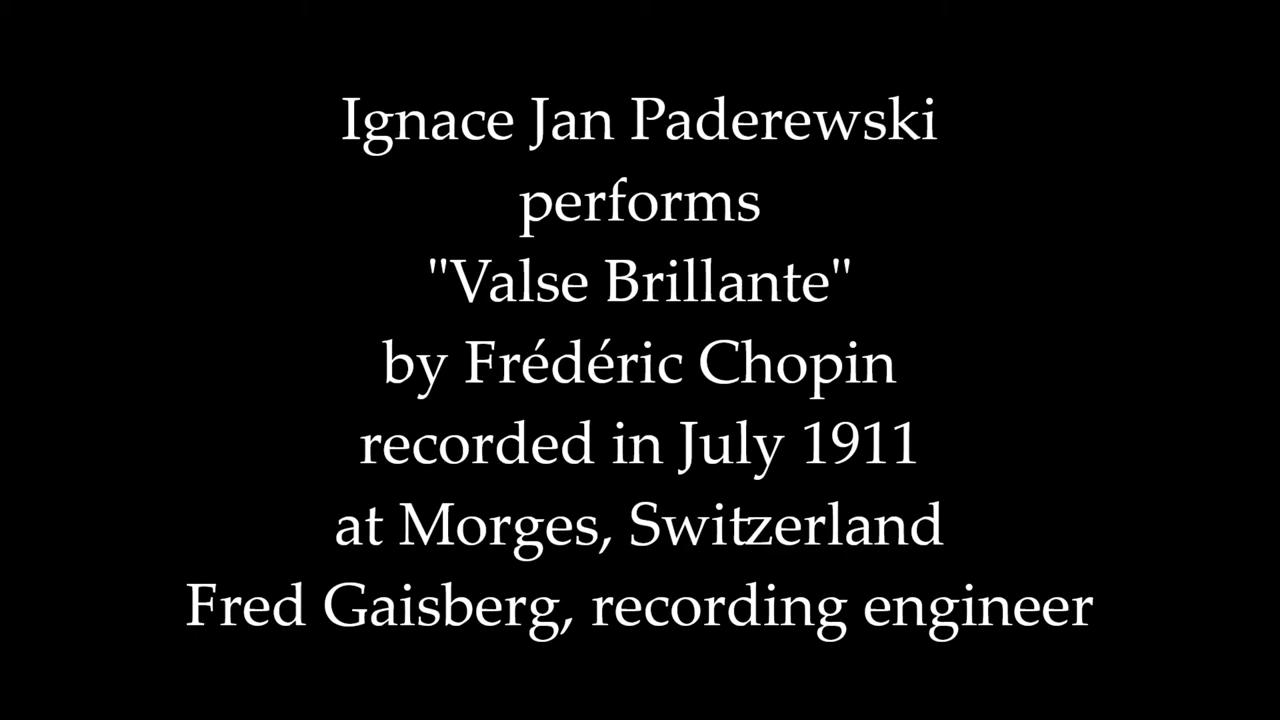 Ignace Jan Paderewski
performs
"Valse Brillante"
by Frédéric Chopin
recorded in July 1911
at Morges, Switzerland
Fred Gaisberg, recording engineer